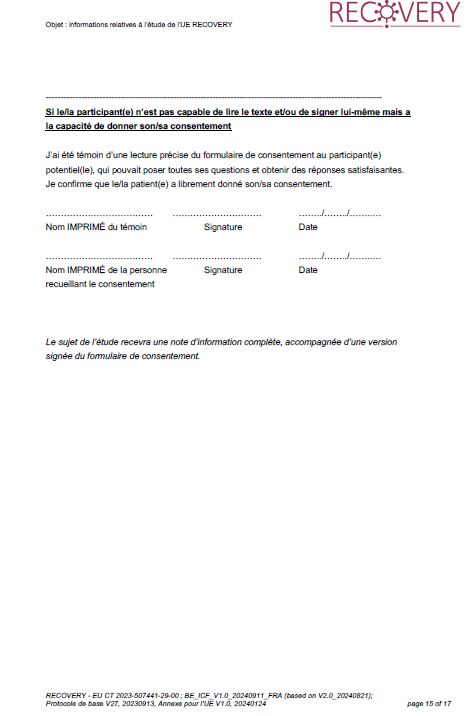 Objet : informations relatives à l'étude de l'UE RECOVERY
RECOVERY
------------------------------------------------------------------------------------------------------------------
Si le/la participant(e) n'est pas capable de lire le texte et/ou de signer lui-même mais a
la capacité de donner son/sa consentement
J'ai été témoin d'une lecture précise du formulaire de consentement au participant(e)
potentiel(le), qui pouvait poser toutes ses questions et obtenir des réponses satisfaisantes.
Je confirme que le/la patient(e) a librement donné son/sa consentement.
……………………………… ………………………… ……../……./……..…
Nom IMPRIMÉ du témoin Signature Date
……………………………… ………………………… ……../……./……..…
Nom IMPRIMÉ de la personne Signature Date
recueillant le consentement
Le sujet de l'étude recevra une note d'information complète, accompagnée d'une version
signée du formulaire de consentement.
RECOVERY - EU CT 2023-507441-29-00 ; BE_ICF_V1.0_20240911_FRA (based on V2.0_20240821);
Protocole de base V27, 20230913, Annexe pour l'UE V1.0, 20240124 page 15 of 17